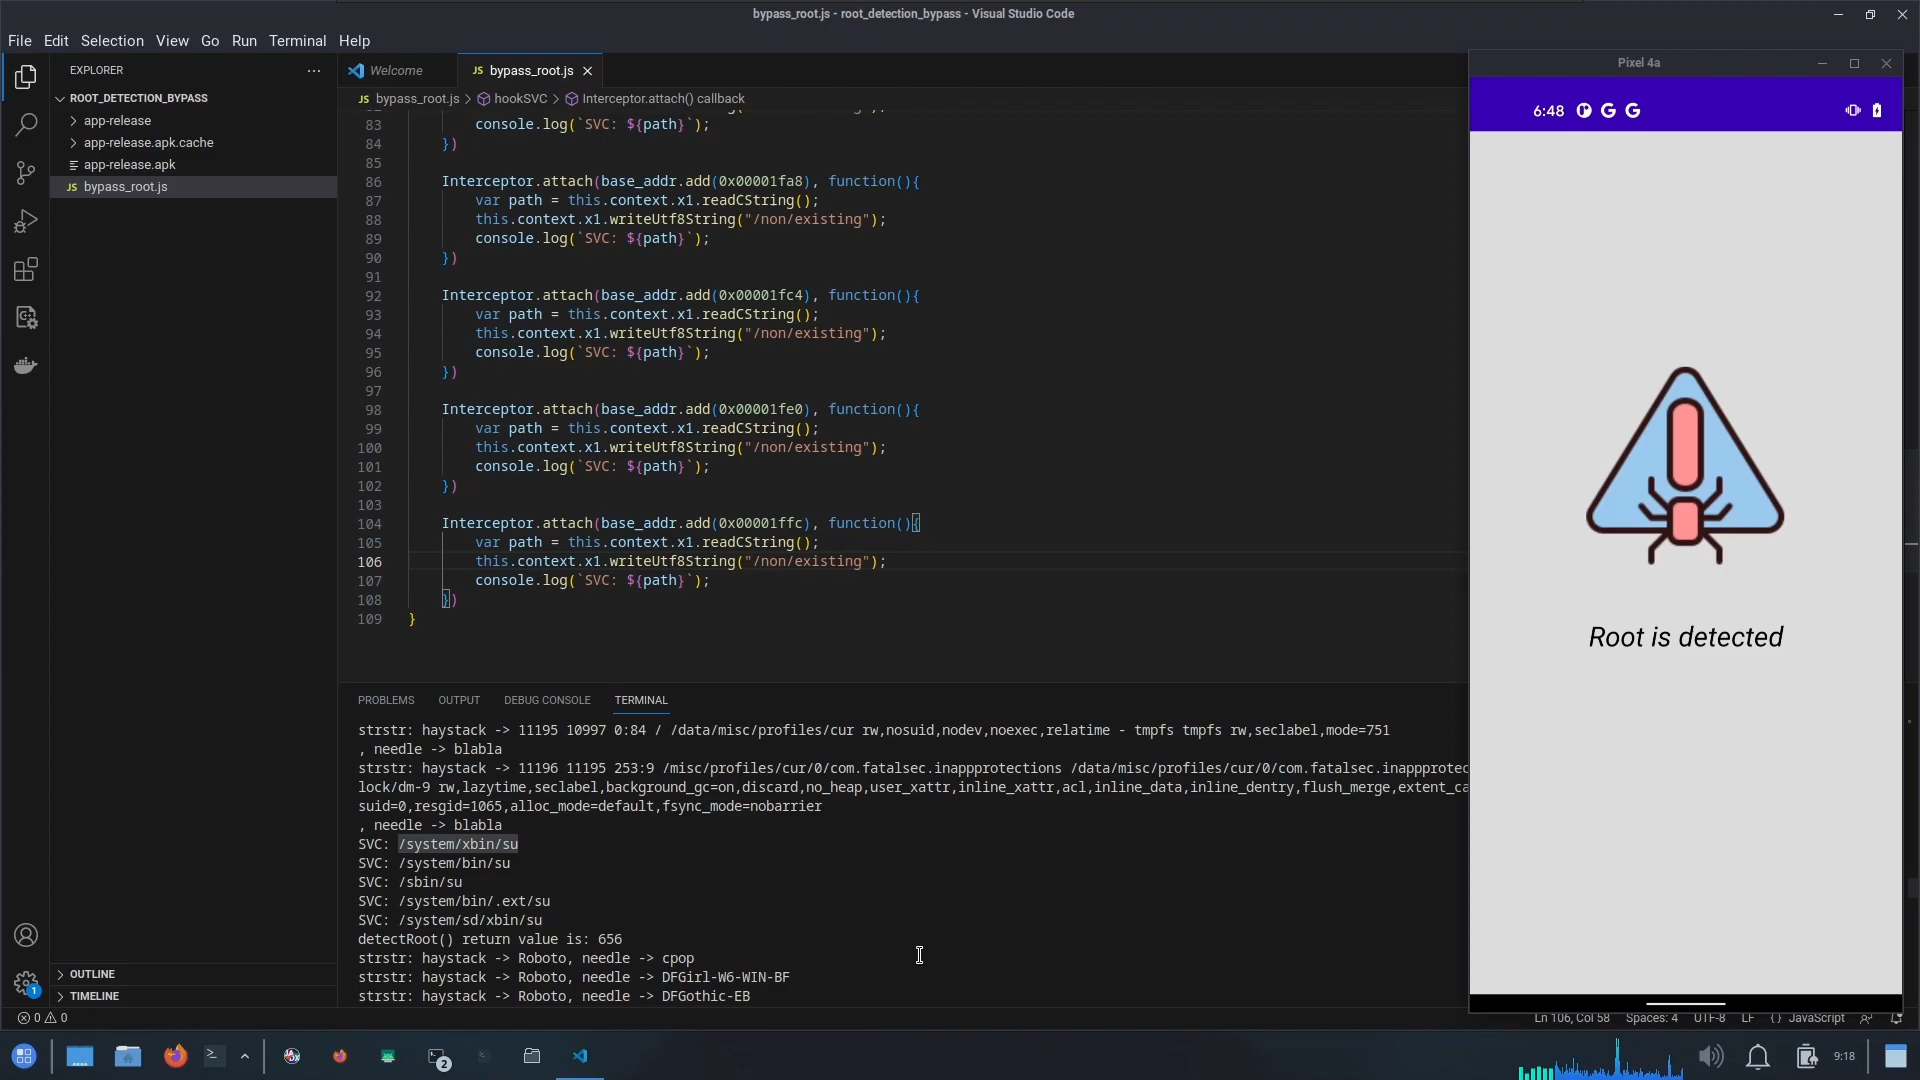 bypass_root.js - root_detection_bypass - Visual Studio Code
File Edit Selection View Go Run Terminal Help
EXPLORER
ROOT_DETECTION_BYPASS
app-release
app-release.apk.cache
app-release.apk
JS bypass_root.js
OUTLINE
TIMELINE
Welcome
JS bypass_root.js
JS bypass_root.js > hookSVC > Interceptor.attach() callback
83 console.log(`SVC: ${path}`);
84 })
85
86 Interceptor.attach(base_addr.add(0x00001fa8), function(){
87 var path = this.context.x1.readCString();
88 this.context.x1.writeUtf8String("/non/existing");
89 console.log(`SVC: ${path}`);
90 })
91
92 Interceptor.attach(base_addr.add(0x00001fc4), function(){
93 var path = this.context.x1.readCString();
94 this.context.x1.writeUtf8String("/non/existing");
95 console.log(`SVC: ${path}`);
96 })
97
98 Interceptor.attach(base_addr.add(0x00001fe0), function(){
99 var path = this.context.x1.readCString();
100 this.context.x1.writeUtf8String("/non/existing");
101 console.log(`SVC: ${path}`);
102 })
103
104 Interceptor.attach(base_addr.add(0x00001ffc), function(){
105 var path = this.context.x1.readCString();
106 this.context.x1.writeUtf8String("/non/existing");
107 console.log(`SVC: ${path}`);
108 })
109 }
PROBLEMS OUTPUT DEBUG CONSOLE TERMINAL
strstr: haystack -> 11195 10997 0:84 / /data/misc/profiles/cur rw,nosuid,nodev,noexec,relatime - tmpfs tmpfs rw,seclabel,mode=751
, needle -> blabla
strstr: haystack -> 11196 11195 253:9 /misc/profiles/cur/0/com.fatalsec.inappprotections /data/misc/profiles/cur/0/com.fatalsec.inappprotec
lock/dm-9 rw,lazytime,seclabel,background_gc=on,discard,no_heap,user_xattr,inline_xattr,acl,inline_data,inline_dentry,flush_merge,extent_ca
suid=0,resgid=1065,alloc_mode=default,fsync_mode=nobarrier
, needle -> blabla
SVC: /system/xbin/su
SVC: /system/bin/su
SVC: /sbin/su
SVC: /system/bin/.ext/su
SVC: /system/sd/xbin/su
detectRoot() return value is: 656
strstr: haystack -> Roboto, needle -> cpop
strstr: haystack -> Roboto, needle -> DFGirl-W6-WIN-BF
strstr: haystack -> Roboto, needle -> DFGothic-EB
Pixel 4a
6:48
Root is detected
1
0 0
Ln 106, Col 58 Spaces: 4 UTF-8 LF {} JavaScript
2
9:18